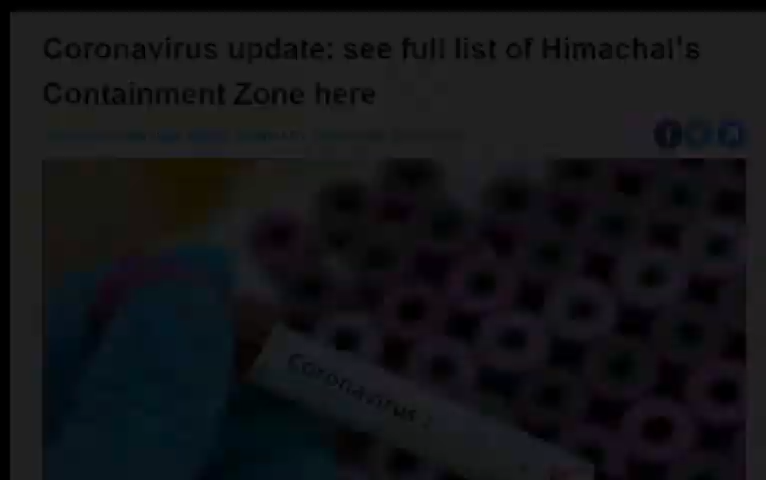 Coronavirus update: see full list of Himachal's
Containment Zone here
Coronavirus